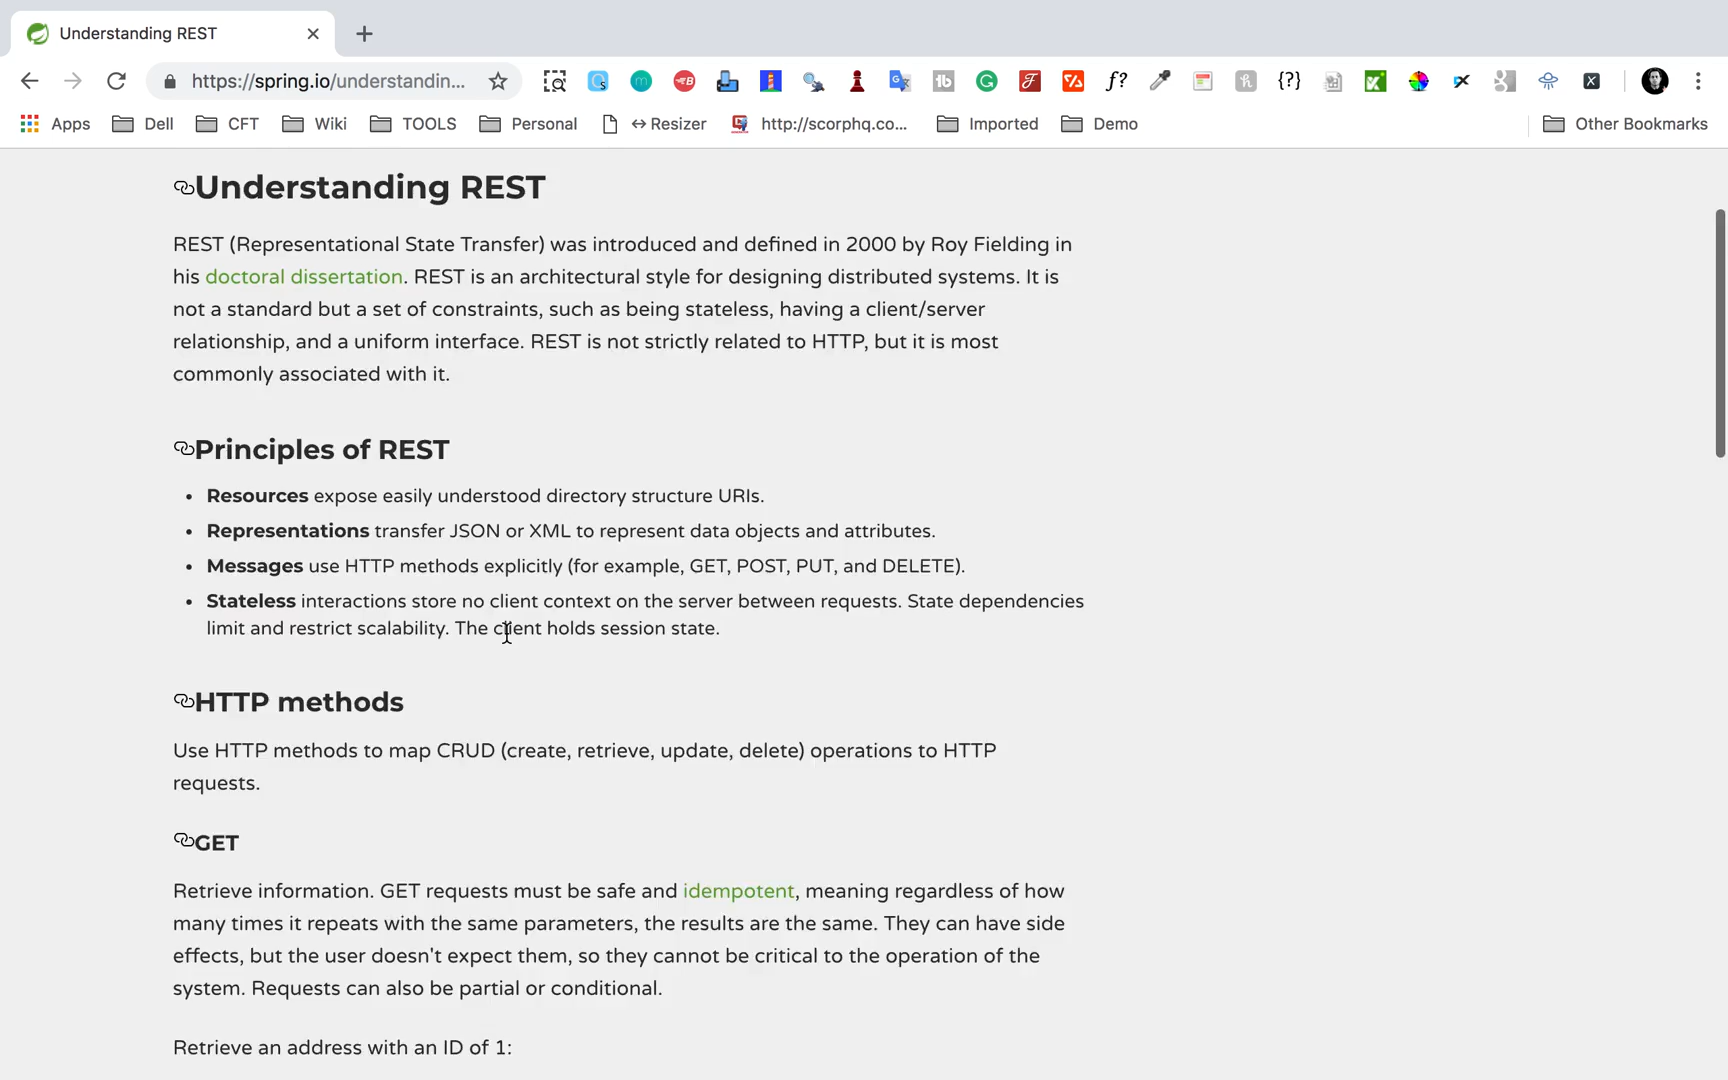 Understanding REST
https://spring.io/understandin...
Apps Dell CFT Wiki TOOLS Personal ↔Resizer http://scorphq.co... Imported Demo Other Bookmarks
Understanding REST
REST (Representational State Transfer) was introduced and defined in 2000 by Roy Fielding in
his doctoral dissertation. REST is an architectural style for designing distributed systems. It is
not a standard but a set of constraints, such as being stateless, having a client/server
relationship, and a uniform interface. REST is not strictly related to HTTP, but it is most
commonly associated with it.
Principles of REST
• Resources expose easily understood directory structure URIs.
• Representations transfer JSON or XML to represent data objects and attributes.
• Messages use HTTP methods explicitly (for example, GET, POST, PUT, and DELETE).
• Stateless interactions store no client context on the server between requests. State dependencies
limit and restrict scalability. The client holds session state.
HTTP methods
Use HTTP methods to map CRUD (create, retrieve, update, delete) operations to HTTP
requests.
GET
Retrieve information. GET requests must be safe and idempotent, meaning regardless of how
many times it repeats with the same parameters, the results are the same. They can have side
effects, but the user doesn't expect them, so they cannot be critical to the operation of the
system. Requests can also be partial or conditional.
Retrieve an address with an ID of 1: